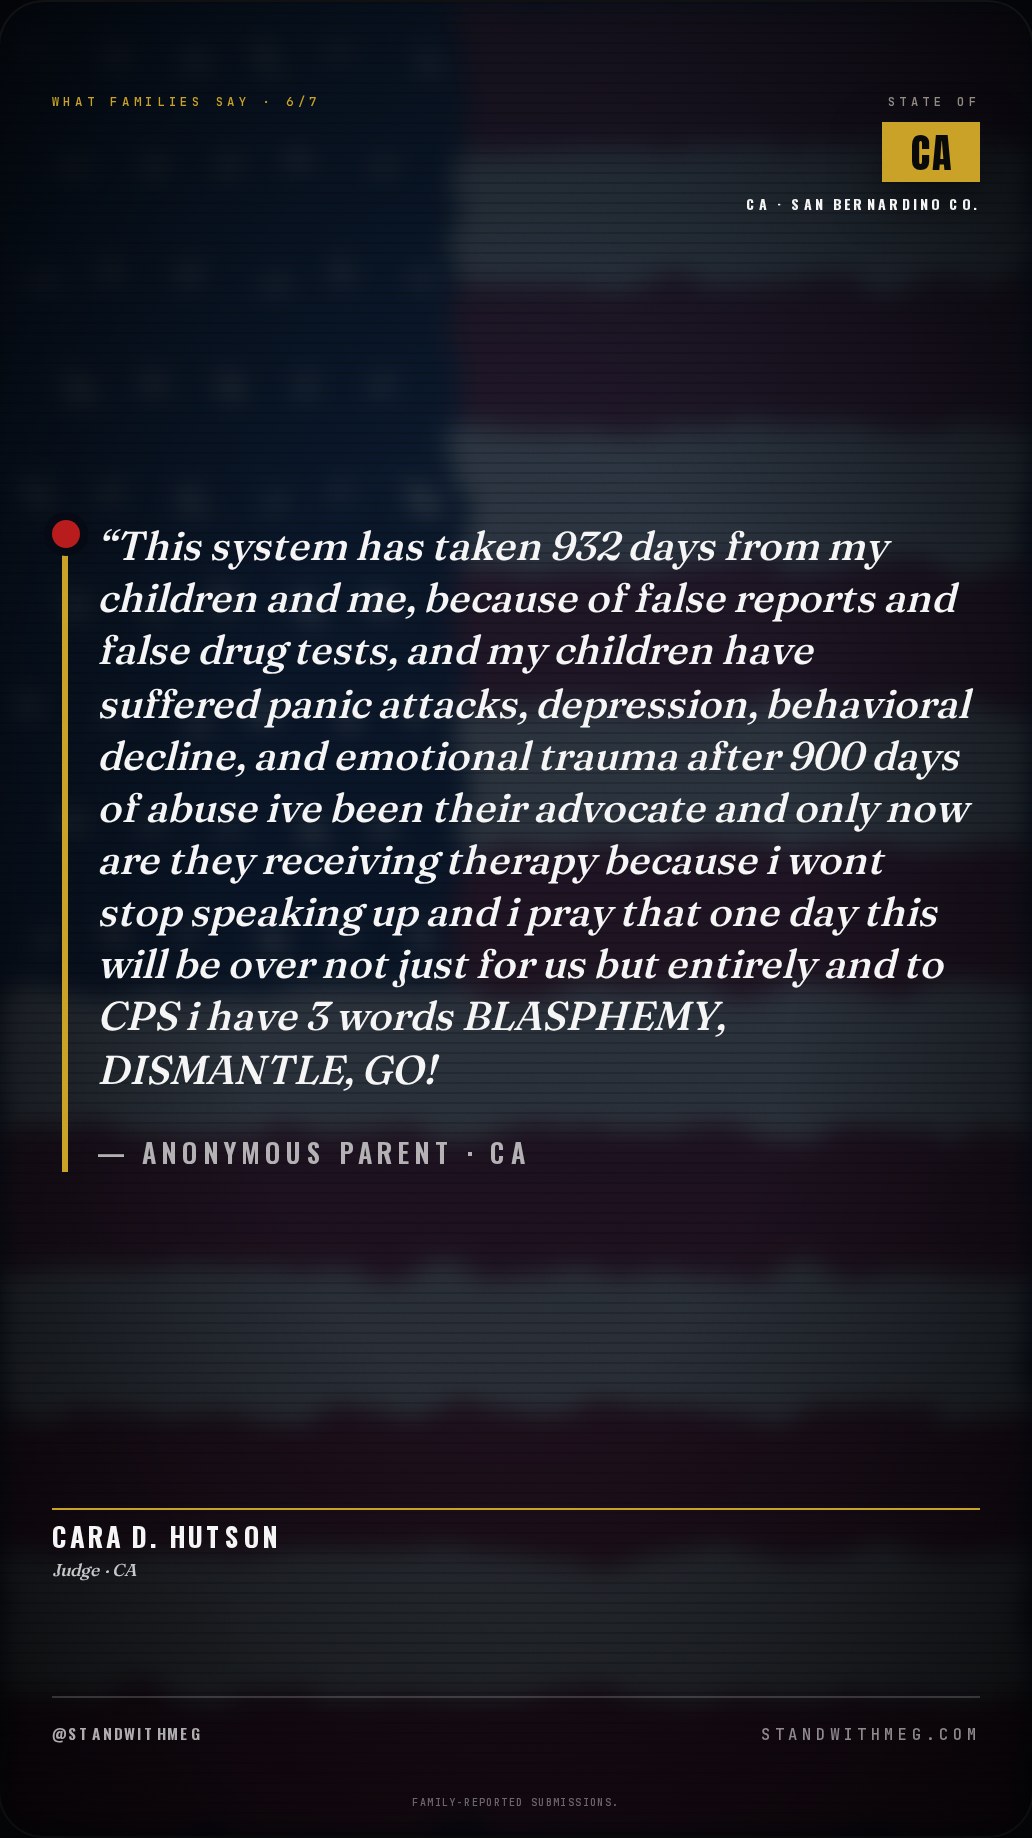 WHAT FAMILIES SAY · 6/7
STATE OF
CA
CA · SAN BERNARDINO CO.
“This system has taken 932 days from my
children and me, because of false reports and
false drug tests, and my children have
suffered panic attacks, depression, behavioral
decline, and emotional trauma after 900 days
of abuse ive been their advocate and only now
are they receiving therapy because i wont
stop speaking up and i pray that one day this
will be over not just for us but entirely and to
CPS i have 3 words BLASPHEMY,
DISMANTLE, GO!
— ANONYMOUS PARENT · CA
CARA D. HUTSON
Judge · CA
@STANDWITHMEG
STANDWITHMEG.COM
FAMILY-REPORTED SUBMISSIONS.